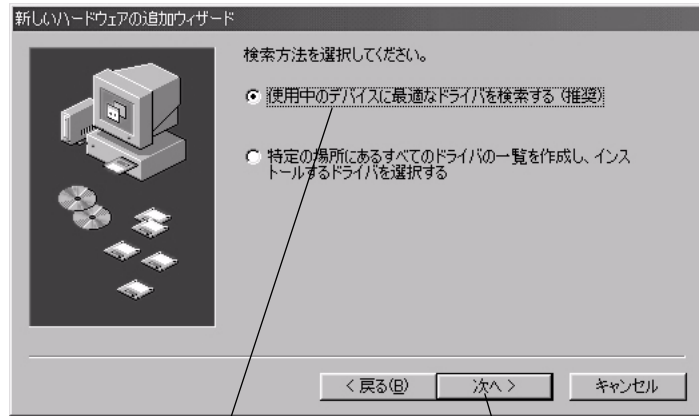 新しいハードウェアの追加ウィザード
検索方法を選択してください。
使用中のデバイスに最適なドライバを検索する (推奨)
特定の場所にあるすべてのドライバの一覧を作成し、インス
トールするドライバを選択する
< 戻る(B)
次へ >
キャンセル